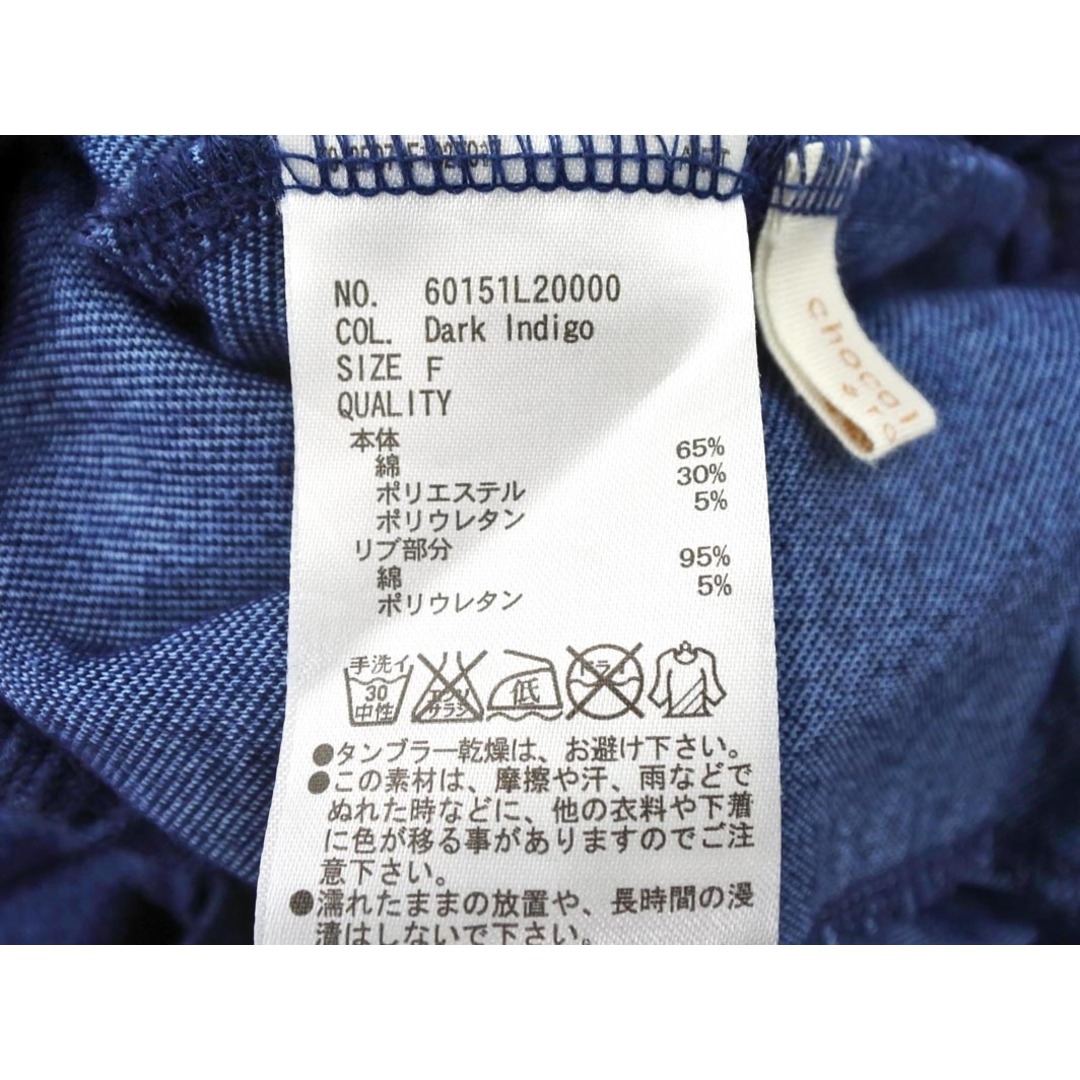 NO. 60151L20000
COL. Dark Indigo
SIZE F
QUALITY
本体
綿 65%
ポリエステル 30%
ポリウレタン 5%
リブ部分
綿 95%
ポリウレタン 5%
手洗イ
30
中性
サラシ
低
●タンブラー乾燥は、お避け下さい。
●この素材は、摩擦や汗、雨などで
ぬれた時などに、他の衣料や下着
に色が移る事がありますのでご注
意下さい。
●濡れたままの放置や、長時間の浸
漬はしないで下さい。
chocol